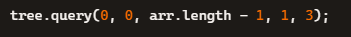 tree.query(0, 0, arr.length - 1, 1, 3);